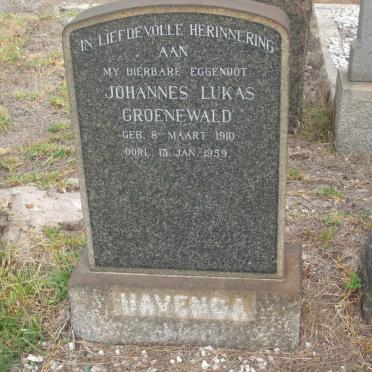 IN LIEFDEVOLLE HERINNERING
AAN
MY DIERBARE EGGENOOT
JOHANNES LUKAS
GROENEWALD
GEB. 8 MAART 1910
OORL. 13 JAN. 1959
HAVENGA